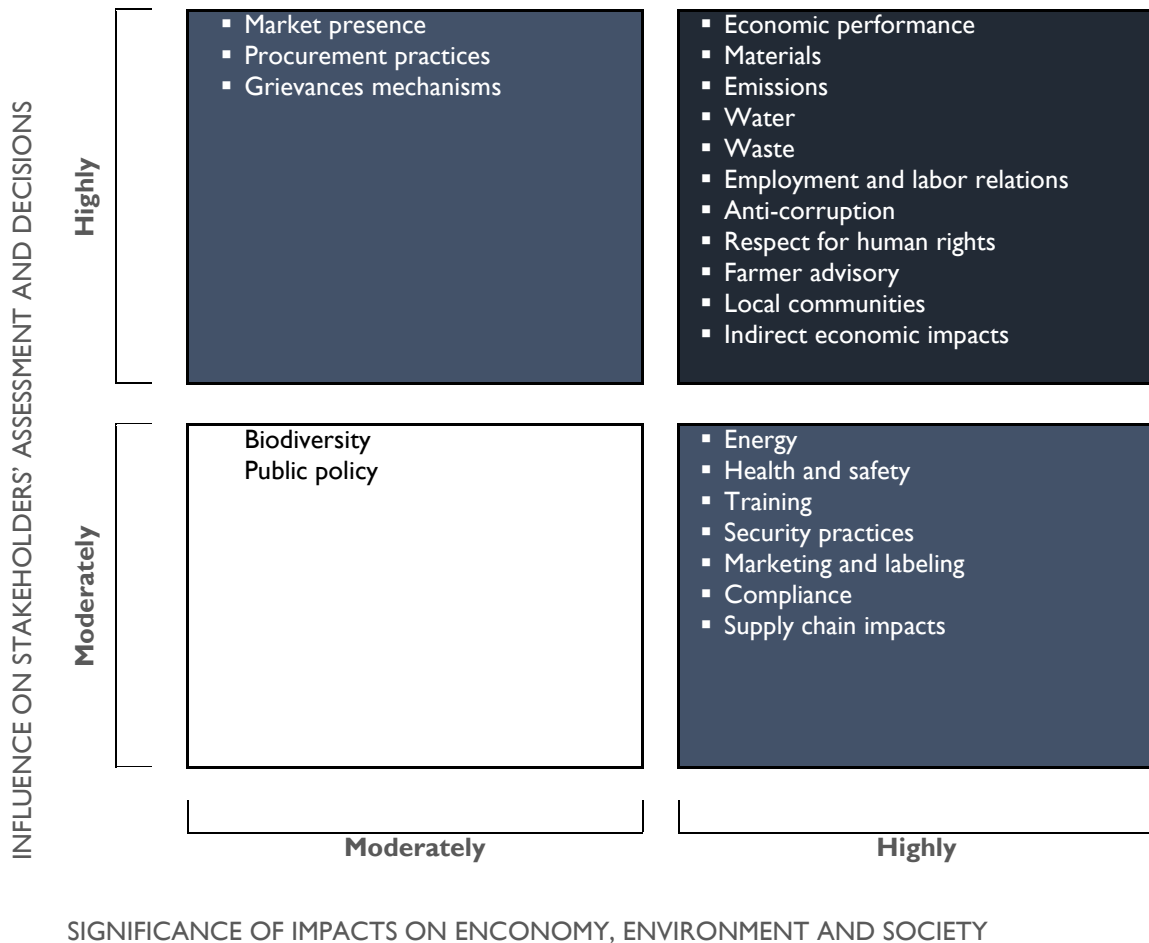 INFLUENCE ON STAKEHOLDERS' ASSESSMENT AND DECISIONS
Highly
▪ Market presence
▪ Procurement practices
▪ Grievances mechanisms
▪ Economic performance
▪ Materials
▪ Emissions
▪ Water
▪ Waste
▪ Employment and labor relations
▪ Anti-corruption
▪ Respect for human rights
▪ Farmer advisory
▪ Local communities
▪ Indirect economic impacts
Moderately
Biodiversity
Public policy
▪ Energy
▪ Health and safety
▪ Training
▪ Security practices
▪ Marketing and labeling
▪ Compliance
▪ Supply chain impacts
Moderately
Highly
SIGNIFICANCE OF IMPACTS ON ENCONOMY, ENVIRONMENT AND SOCIETY